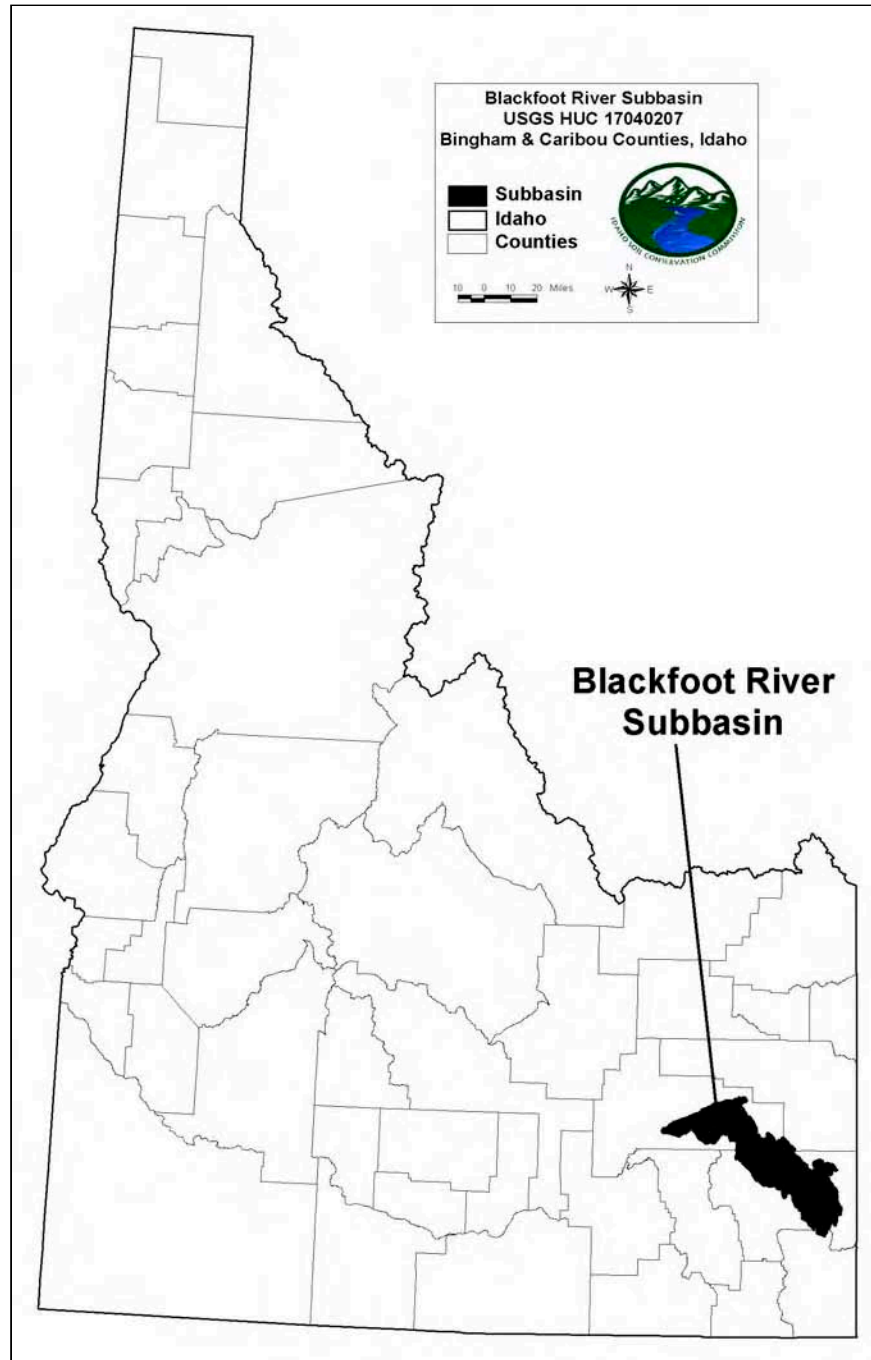 Blackfoot River Subbasin
USGS HUC 17040207
Bingham & Caribou Counties, Idaho
Subbasin
Idaho
Counties
IDAHO SOIL CONSERVATION COMMISSION
10 0 10 20 Miles
N
W E
S
Blackfoot River
Subbasin